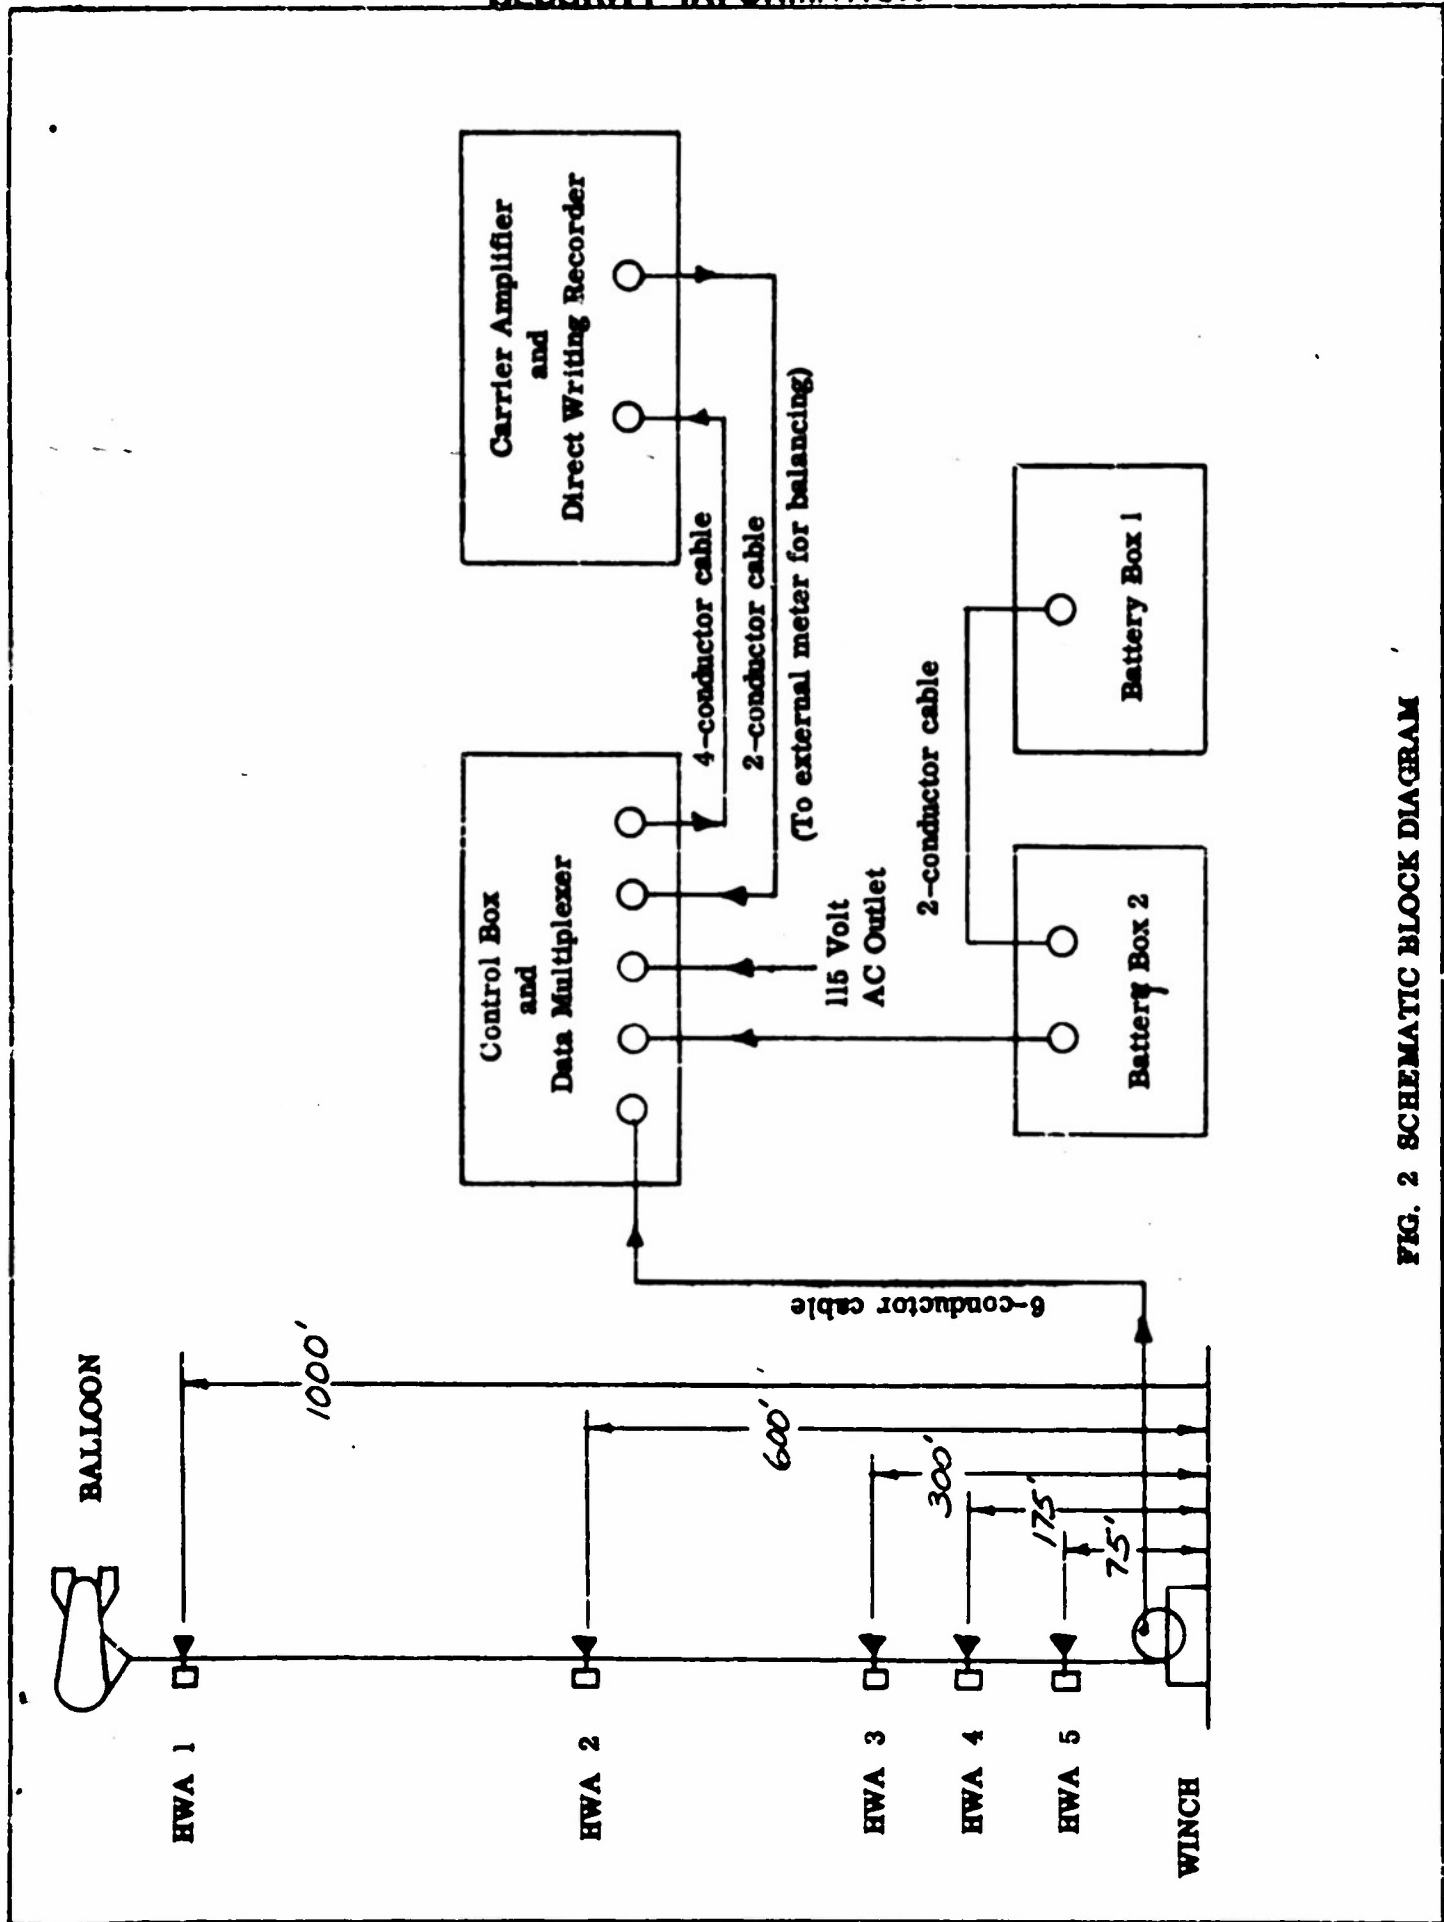 SECURITY INFORMATION
BALLOON
HWA 1
1000'
HWA 2
600'
HWA 3
300'
HWA 4
175'
HWA 5
75'
WINCH
6-conductor cable
Control Box
and
Data Multiplexer
Carrier Amplifier
and
Direct Writing Recorder
4-conductor cable
2-conductor cable
(To external meter for balancing)
115 Volt
AC Outlet
2-conductor cable
Battery Box 2
Battery Box 1
FIG. 2 SCHEMATIC BLOCK DIAGRAM